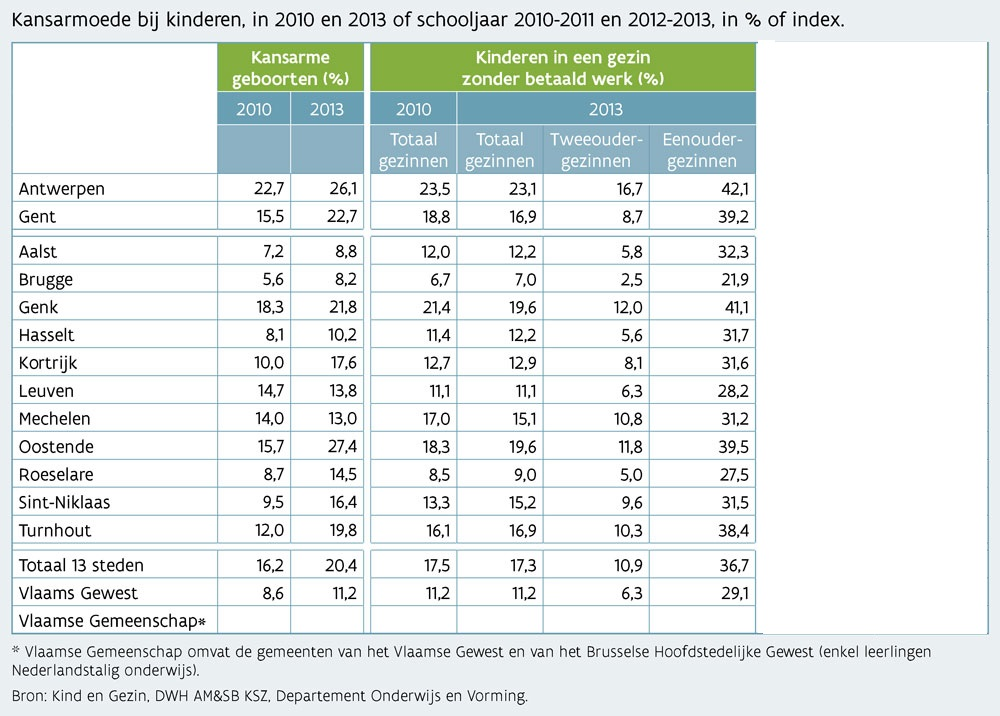 Kansarmoede bij kinderen, in 2010 en 2013 of schooljaar 2010-2011 en 2012-2013, in % of index.
Kansarme geboorten (%) Kinderen in een gezin zonder betaald werk (%)
2010 2013 2010 2013
Totaal gezinnen Totaal gezinnen Tweeouder-gezinnen Eenouder-gezinnen
Antwerpen 22,7 26,1 23,5 23,1 16,7 42,1
Gent 15,5 22,7 18,8 16,9 8,7 39,2
Aalst 7,2 8,8 12,0 12,2 5,8 32,3
Brugge 5,6 8,2 6,7 7,0 2,5 21,9
Genk 18,3 21,8 21,4 19,6 12,0 41,1
Hasselt 8,1 10,2 11,4 12,2 5,6 31,7
Kortrijk 10,0 17,6 12,7 12,9 8,1 31,6
Leuven 14,7 13,8 11,1 11,1 6,3 28,2
Mechelen 14,0 13,0 17,0 15,1 10,8 31,2
Oostende 15,7 27,4 18,3 19,6 11,8 39,5
Roeselare 8,7 14,5 8,5 9,0 5,0 27,5
Sint-Niklaas 9,5 16,4 13,3 15,2 9,6 31,5
Turnhout 12,0 19,8 16,1 16,9 10,3 38,4
Totaal 13 steden 16,2 20,4 17,5 17,3 10,9 36,7
Vlaams Gewest 8,6 11,2 11,2 11,2 6,3 29,1
Vlaamse Gemeenschap*
* Vlaamse Gemeenschap omvat de gemeenten van het Vlaamse Gewest en van het Brusselse Hoofdstedelijke Gewest (enkel leerlingen
Nederlandstalig onderwijs).
Bron: Kind en Gezin, DWH AM&SB KSZ, Departement Onderwijs en Vorming.